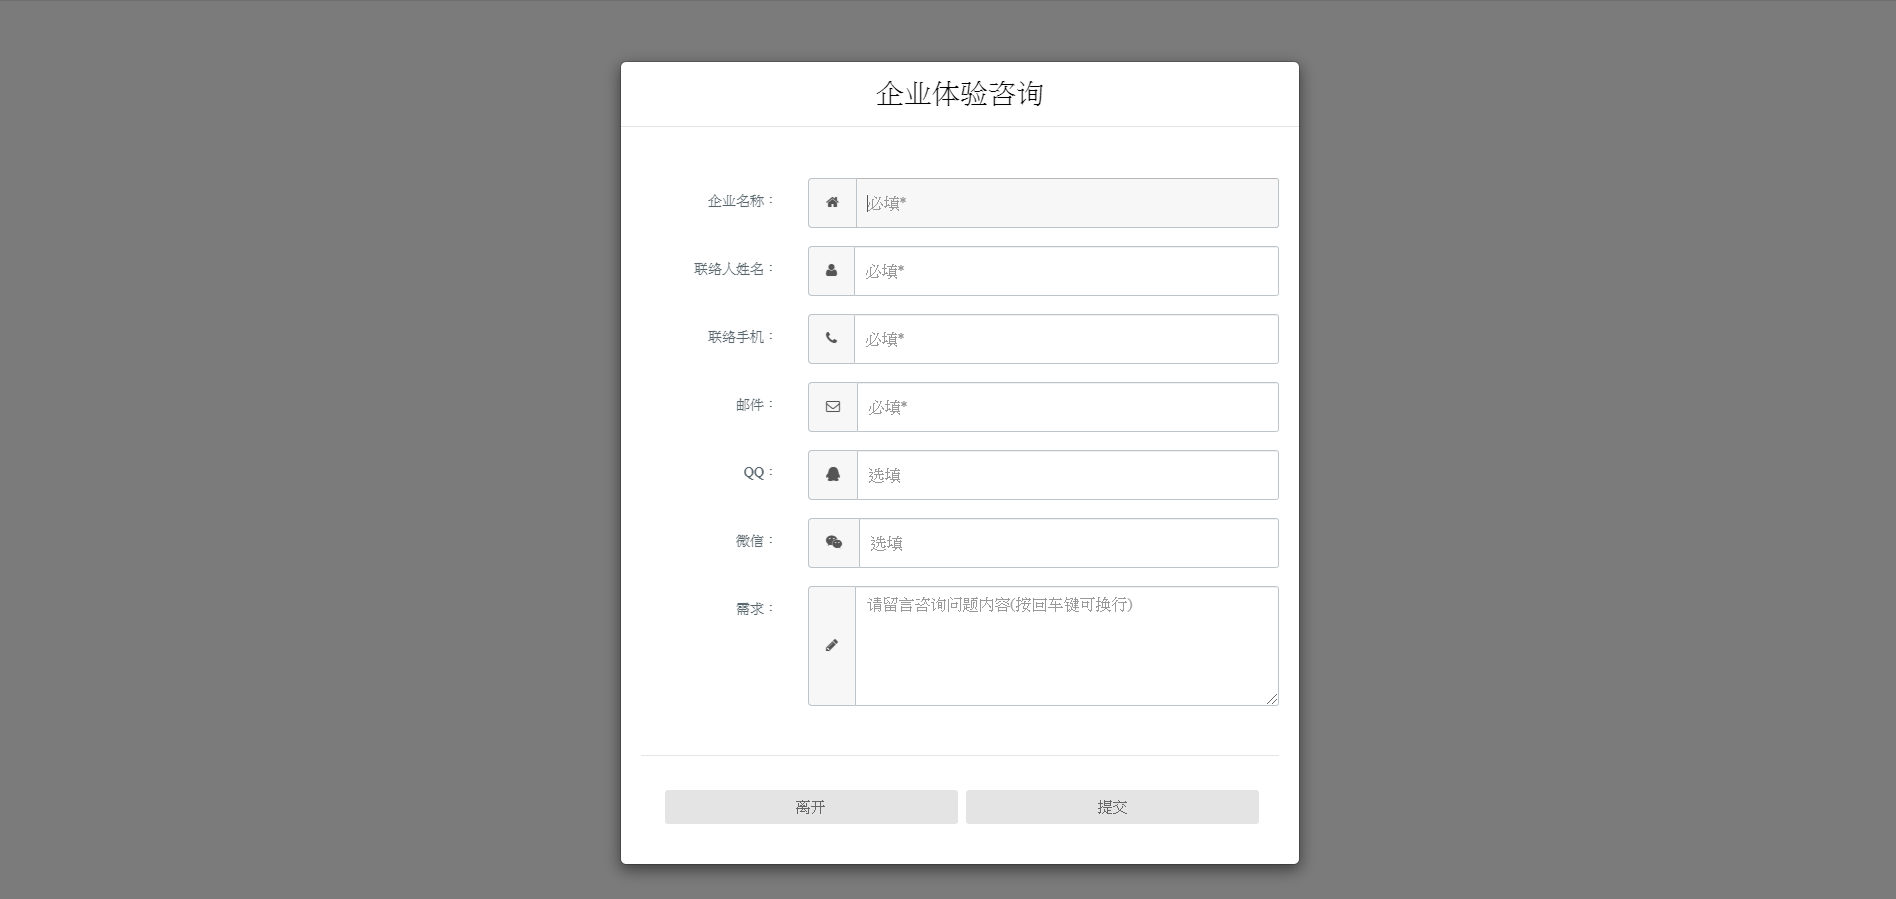 企业体验咨询
企业名称：
必填*
联络人姓名：
必填*
联络手机：
必填*
邮件：
必填*
QQ：
选填
微信：
选填
需求：
请留言咨询问题内容(按回车键可换行)
离开
提交